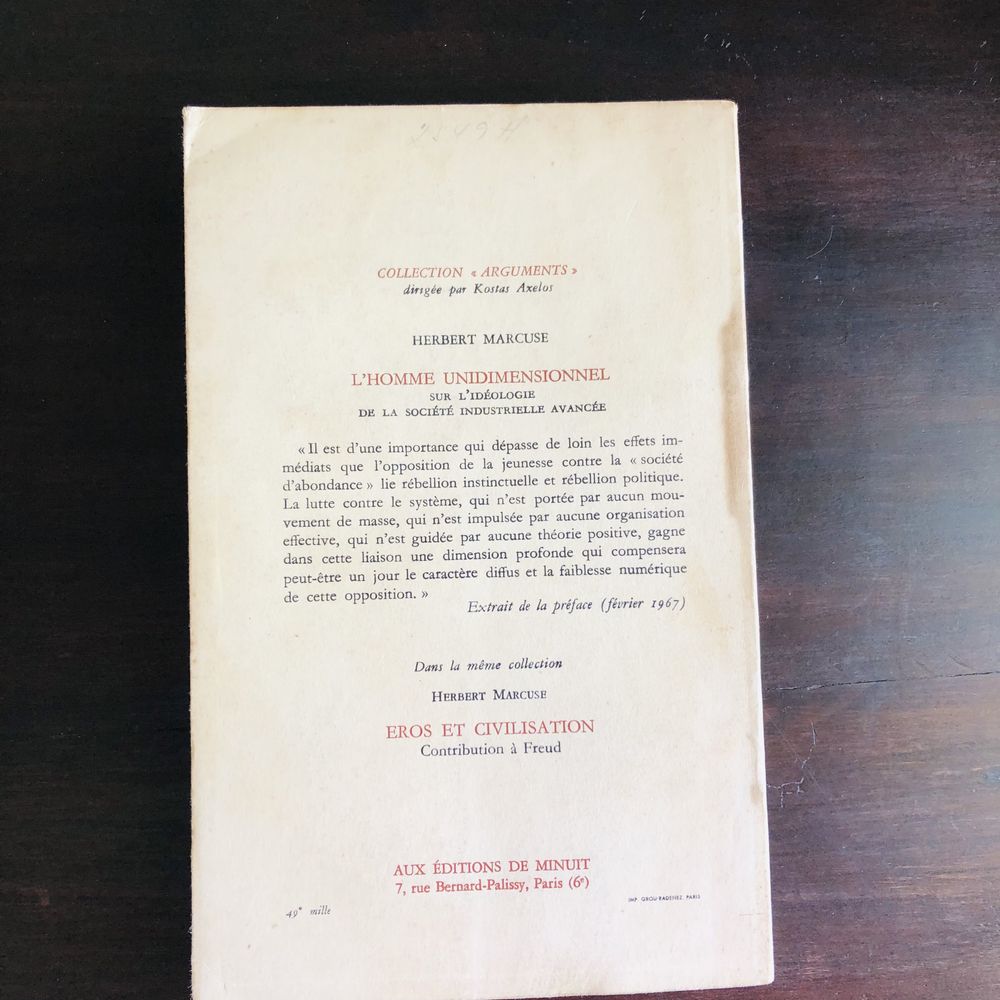 COLLECTION « ARGUMENTS »
dirigée par Kostas Axelos
HERBERT MARCUSE
L'HOMME UNIDIMENSIONNEL
SUR L'IDÉOLOGIE
DE LA SOCIÉTÉ INDUSTRIELLE AVANCÉE
« Il est d'une importance qui dépasse de loin les effets im-
médiats que l'opposition de la jeunesse contre la « société
d'abondance » lie rébellion instinctuelle et rébellion politique.
La lutte contre le système, qui n'est portée par aucun mou-
vement de masse, qui n'est impulsée par aucune organisation
effective, qui n'est guidée par aucune théorie positive, gagne
dans cette liaison une dimension profonde qui compensera
peut-être un jour le caractère diffus et la faiblesse numérique
de cette opposition. »
Extrait de la préface (février 1967)
Dans la même collection
HERBERT MARCUSE
EROS ET CIVILISATION
Contribution à Freud
AUX ÉDITIONS DE MINUIT
7, rue Bernard-Palissy, Paris (6e)
49e mille
IMP. GROU-RADENEZ, PARIS